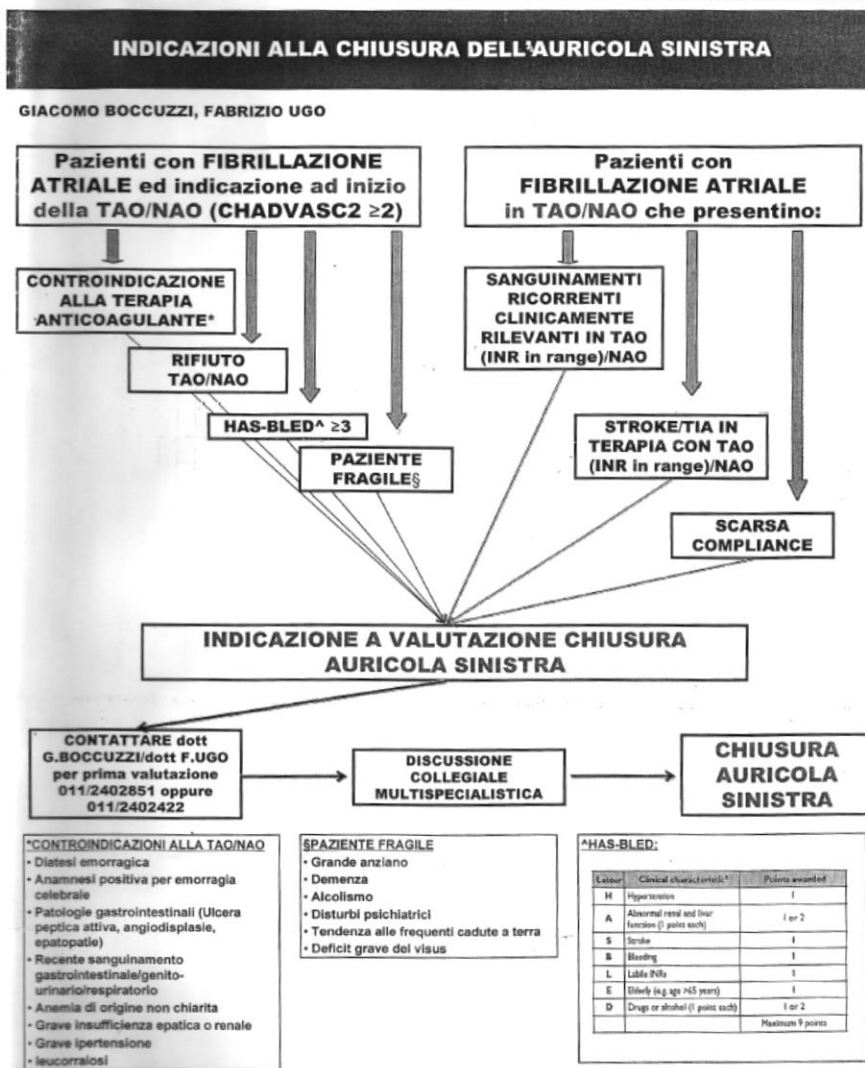 INDICAZIONI ALLA CHIUSURA DELL'AURICOLA SINISTRA
GIACOMO BOCCUZZI, FABRIZIO UGO
Pazienti con FIBRILLAZIONE
ATRIALE ed indicazione ad inizio
della TAO/NAO (CHADVASC2 ≥2)
Pazienti con
FIBRILLAZIONE ATRIALE
in TAO/NAO che presentino:
CONTROINDICAZIONE
ALLA TERAPIA
ANTICOAGULANTE*
RIFIUTO
TAO/NAO
HAS-BLED^ ≥3
PAZIENTE
FRAGILE§
SANGUINAMENTI
RICORRENTI
CLINICAMENTE
RILEVANTI IN TAO
(INR in range)/NAO
STROKE/TIA IN
TERAPIA CON TAO
(INR in range)/NAO
SCARSA
COMPLIANCE
INDICAZIONE A VALUTAZIONE CHIUSURA
AURICOLA SINISTRA
CONTATTARE dott
G.BOCCUZZI/dott F.UGO
per prima valutazione
011/2402851 oppure
011/2402422
DISCUSSIONE
COLLEGIALE
MULTISPECIALISTICA
CHIUSURA
AURICOLA
SINISTRA
*CONTROINDICAZIONI ALLA TAO/NAO
• Diatesi emorragica
• Anamnesi positiva per emorragia
celebrale
• Patologie gastrointestinali (Ulcera
peptica attiva, angiodisplasie,
epatopatie)
• Recente sanguinamento
gastrointestinale/genito-
urinario/respiratorio
• Anemia di origine non chiarita
• Grave insufficienza epatica o renale
• Grave ipertensione
• leucorraiosi
§PAZIENTE FRAGILE
• Grande anziano
• Demenza
• Alcolismo
• Disturbi psichiatrici
• Tendenza alle frequenti cadute a terra
• Deficit grave del visus
^HAS-BLED:
Letter Clinical characteristic* Points awarded
H Hypertension 1
A Abnormal renal and liver
function (1 point each) 1 or 2
S Stroke 1
B Bleeding 1
L Labile INRs 1
E Elderly (e.g. age >65 years) 1
D Drugs or alcohol (1 point each) 1 or 2
Maximum 9 points